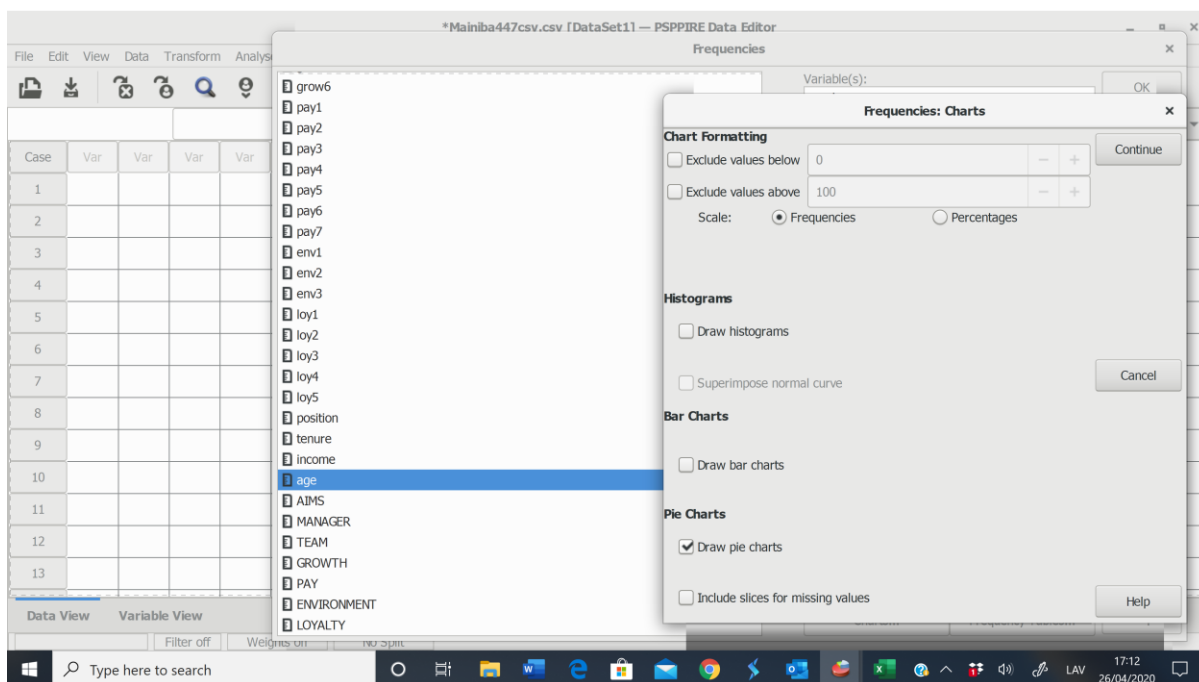 *Mainiba447csv.csv [DataSet1] — PSPPIRE Data Editor
File Edit View Data Transform Analyse
Frequencies
Variable(s):
OK
Frequencies: Charts
Chart Formatting
Exclude values below 0
Exclude values above 100
Scale: Frequencies Percentages
Continue
Histograms
Draw histograms
Superimpose normal curve
Cancel
Bar Charts
Draw bar charts
Pie Charts
Draw pie charts
Include slices for missing values
Help
grow6
pay1
pay2
pay3
pay4
pay5
pay6
pay7
env1
env2
env3
loy1
loy2
loy3
loy4
loy5
position
tenure
income
age
AIMS
MANAGER
TEAM
GROWTH
PAY
ENVIRONMENT
LOYALTY
Case Var Var Var Var
1
2
3
4
5
6
7
8
9
10
11
12
13
Data View Variable View
Filter off Weights off No Split
Type here to search
LAV
17:12
26/04/2020